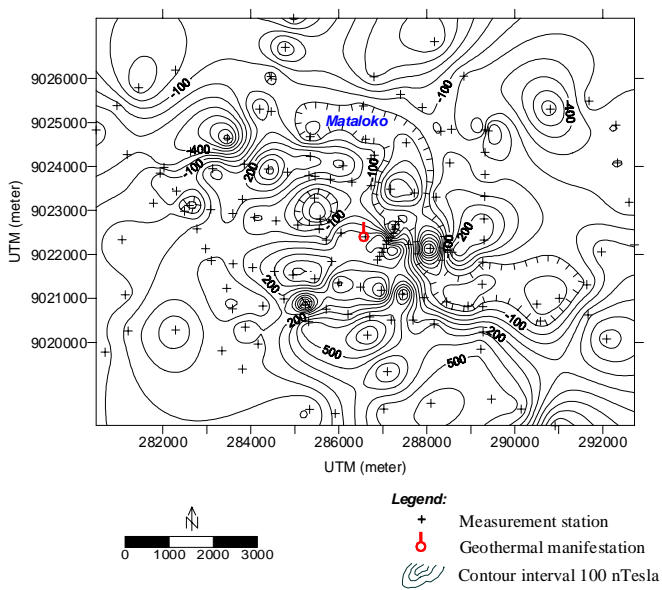 9026000
9025000
9024000
9023000
9022000
9021000
9020000
UTM (meter)
-100
-100
-400
Mataloko
-400
-100
200
-100
-100
200
200
200
-100
200
500
500
282000 284000 286000 288000 290000 292000
UTM (meter)
N
0 1000 2000 3000
Legend:
Measurement station
Geothermal manifestation
Contour interval 100 nTesla